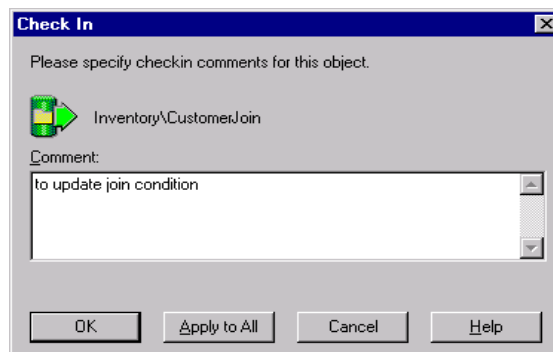 Check In
Please specify checkin comments for this object.
Inventory\CustomerJoin
Comment:
to update join condition
OK
Apply to All
Cancel
Help